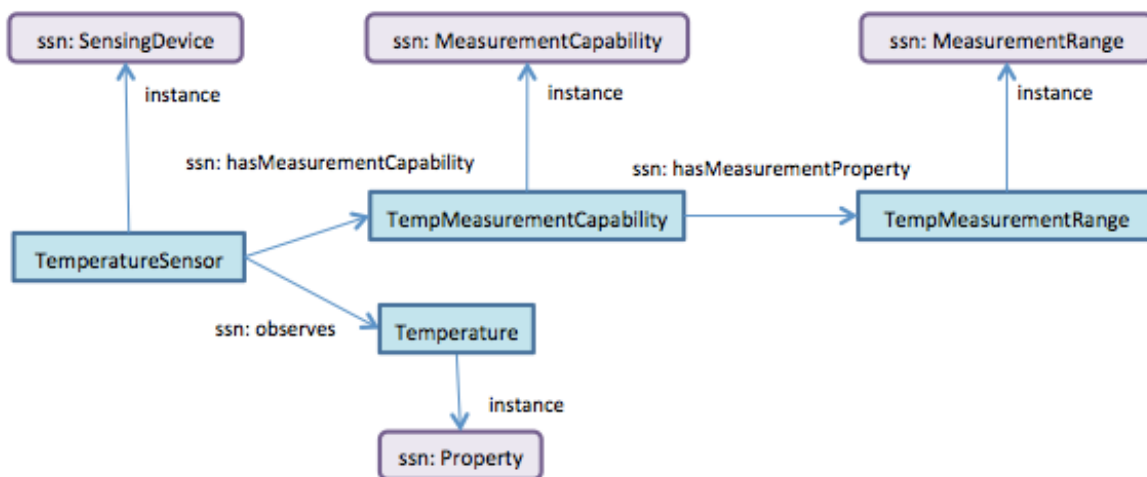 ssn: SensingDevice
ssn: MeasurementCapability
ssn: MeasurementRange
instance
instance
instance
ssn: hasMeasurementCapability
ssn: hasMeasurementProperty
TempMeasurementCapability
TempMeasurementRange
TemperatureSensor
ssn: observes
Temperature
instance
ssn: Property